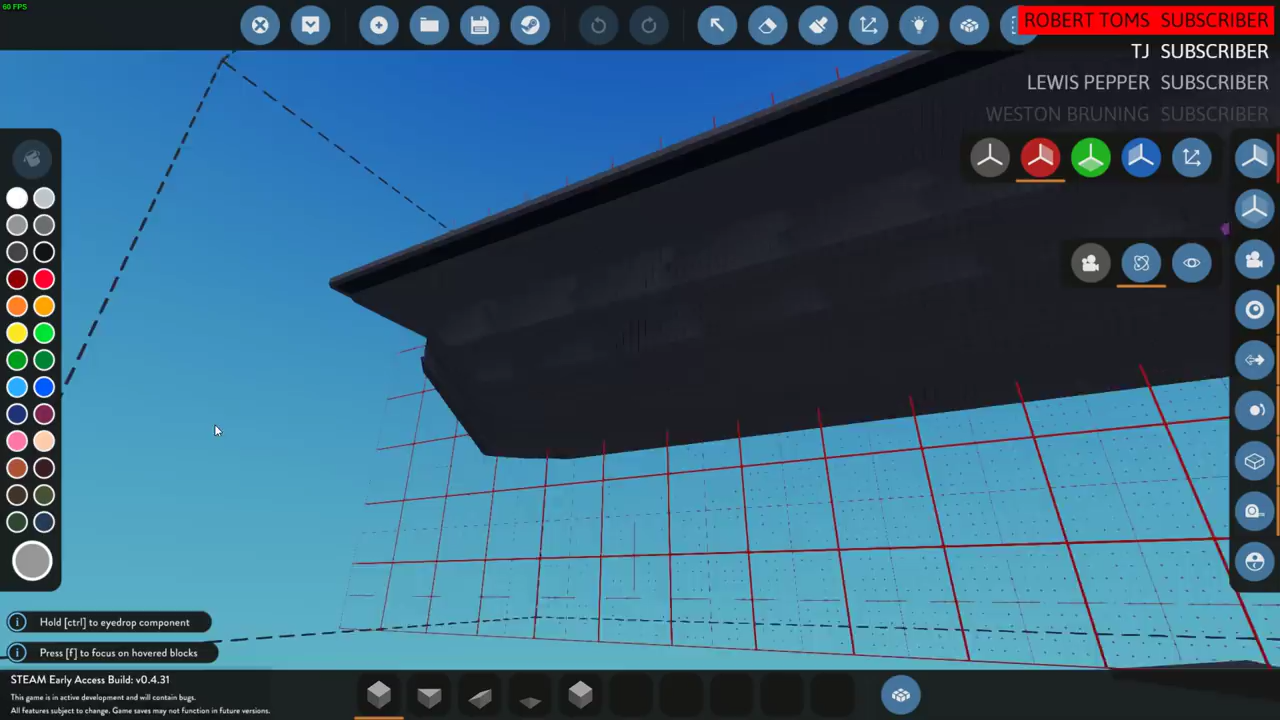 60 FPS
ROBERT TOMS SUBSCRIBER
TJ SUBSCRIBER
LEWIS PEPPER SUBSCRIBER
WESTON BRUNING SUBSCRIBER
Hold [ctrl] to eyedrop component
Press [f] to focus on hovered blocks
STEAM Early Access Build: v0.4.31
This game is in active development and will contain bugs.
All features subject to change. Game saves may not function in future versions.